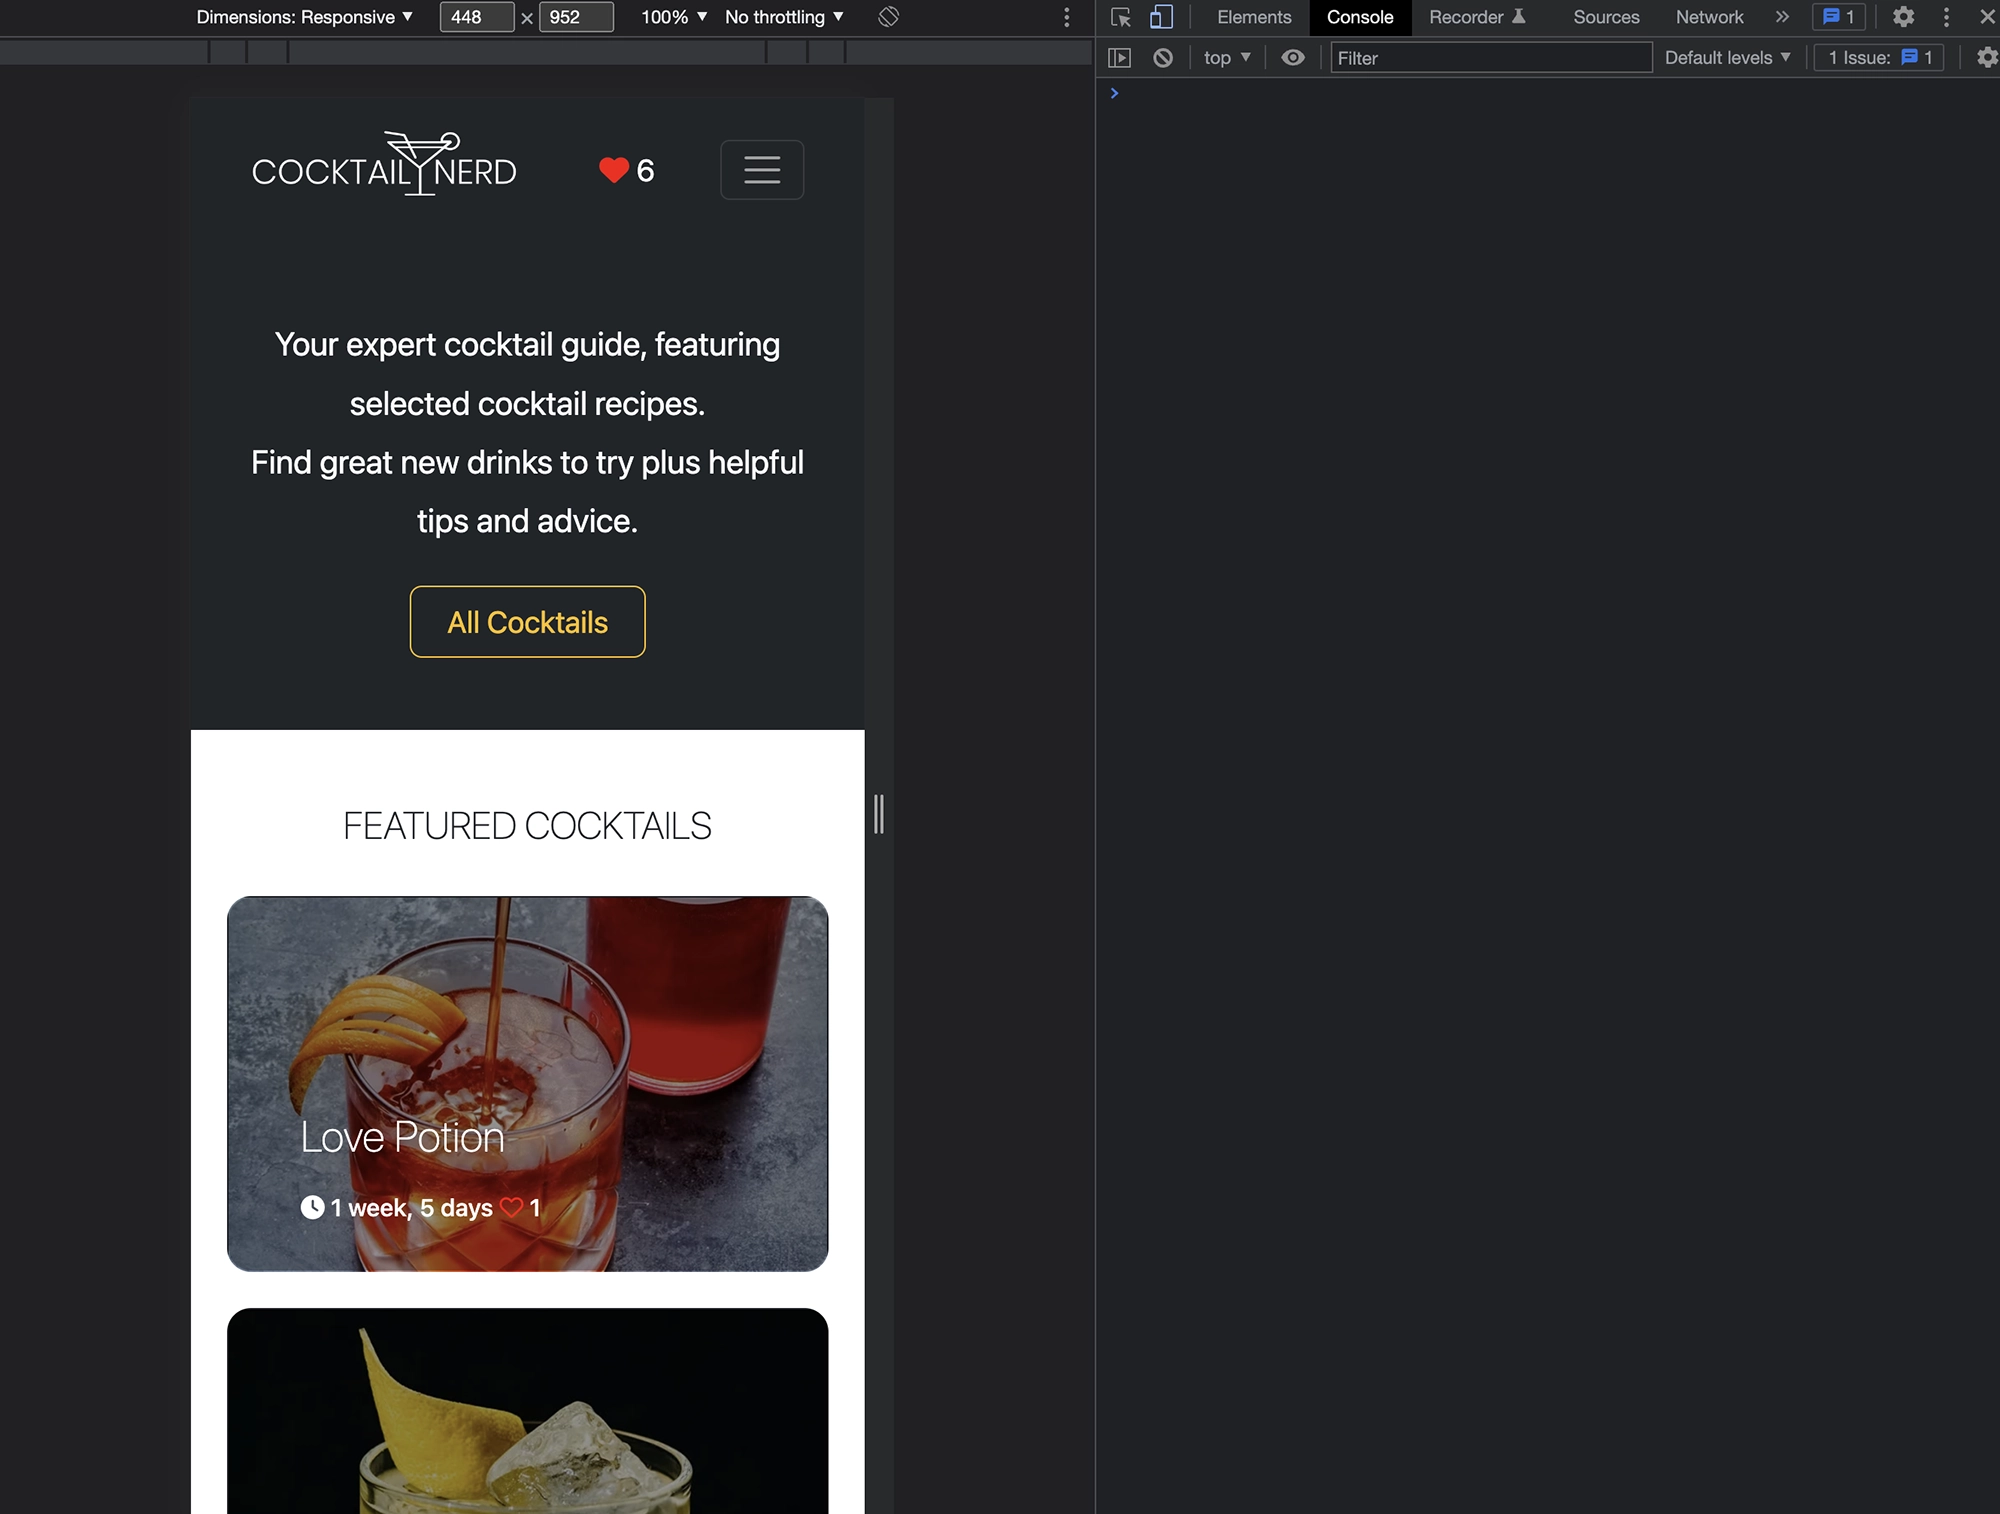 Dimensions: Responsive ▼ 448 × 952 100% ▼ No throttling ▼
Elements Console Recorder Sources Network » 1
top ▼ Filter Default levels ▼ 1 Issue: 1
COCKTAIL NERD 6
Your expert cocktail guide, featuring
selected cocktail recipes.
Find great new drinks to try plus helpful
tips and advice.
All Cocktails
FEATURED COCKTAILS
Love Potion
1 week, 5 days 1